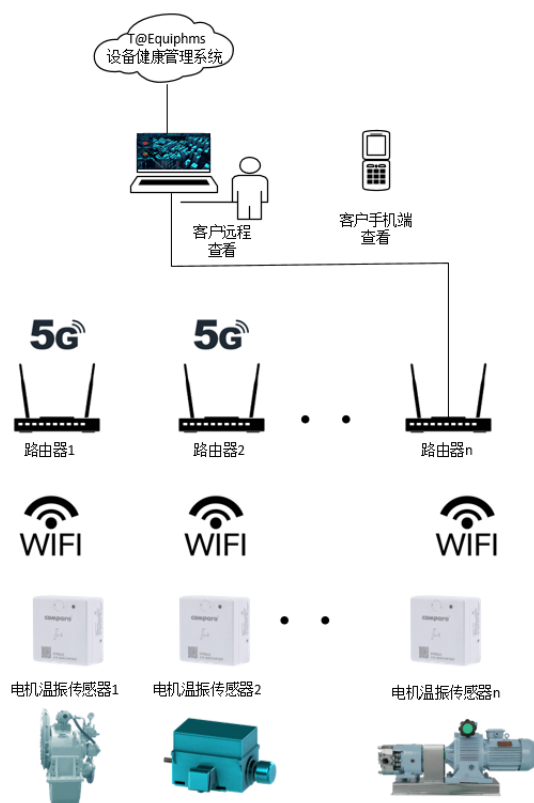 T@Equiphms
设备健康管理系统
客户远程
查看
客户手机端
查看
5G
5G
路由器1
路由器2
路由器n
WIFI
WIFI
WIFI
电机温振传感器1
电机温振传感器2
电机温振传感器n